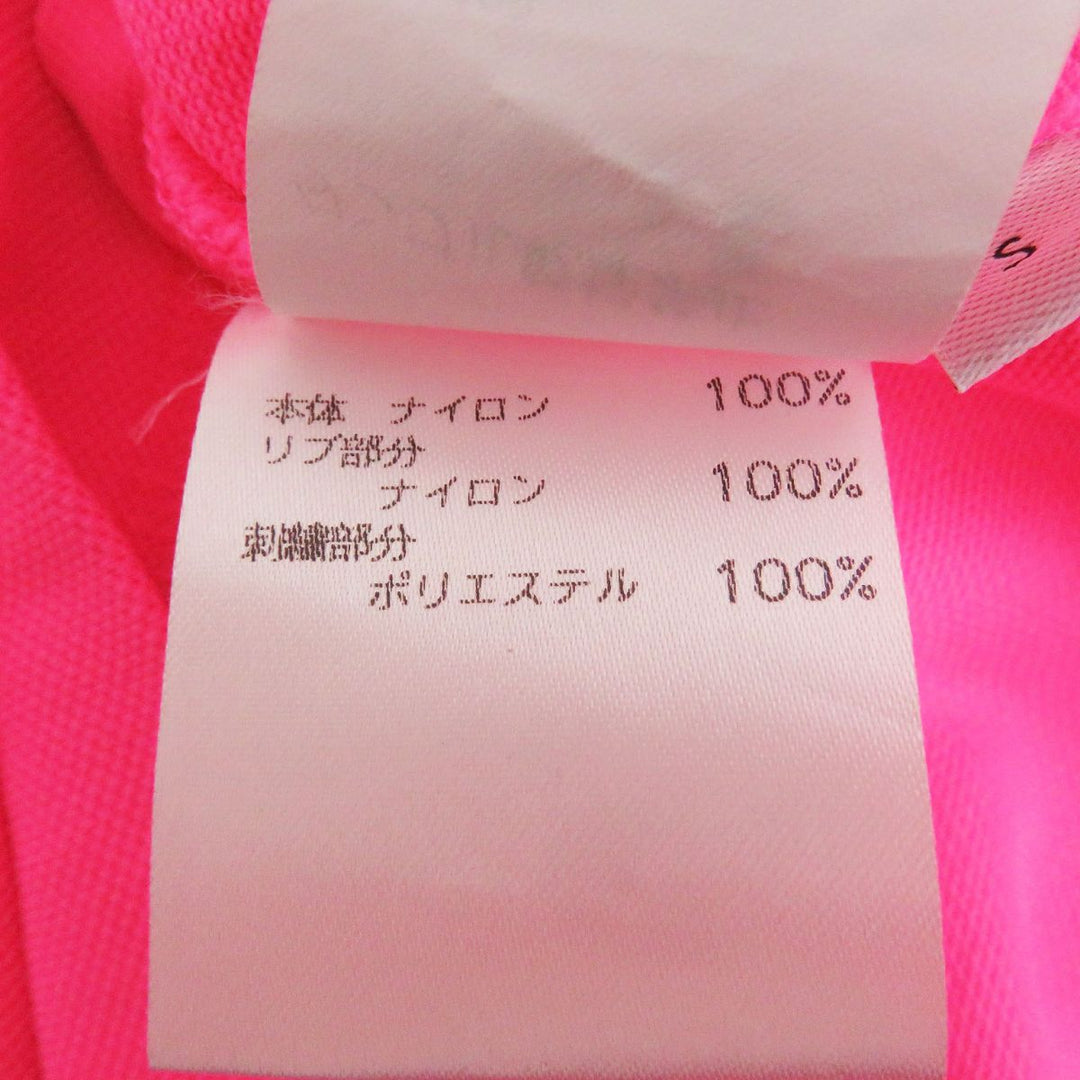 S
本体 ナイロン 100%
リブ部分
ナイロン 100%
刺繍部分
ポリエステル 100%